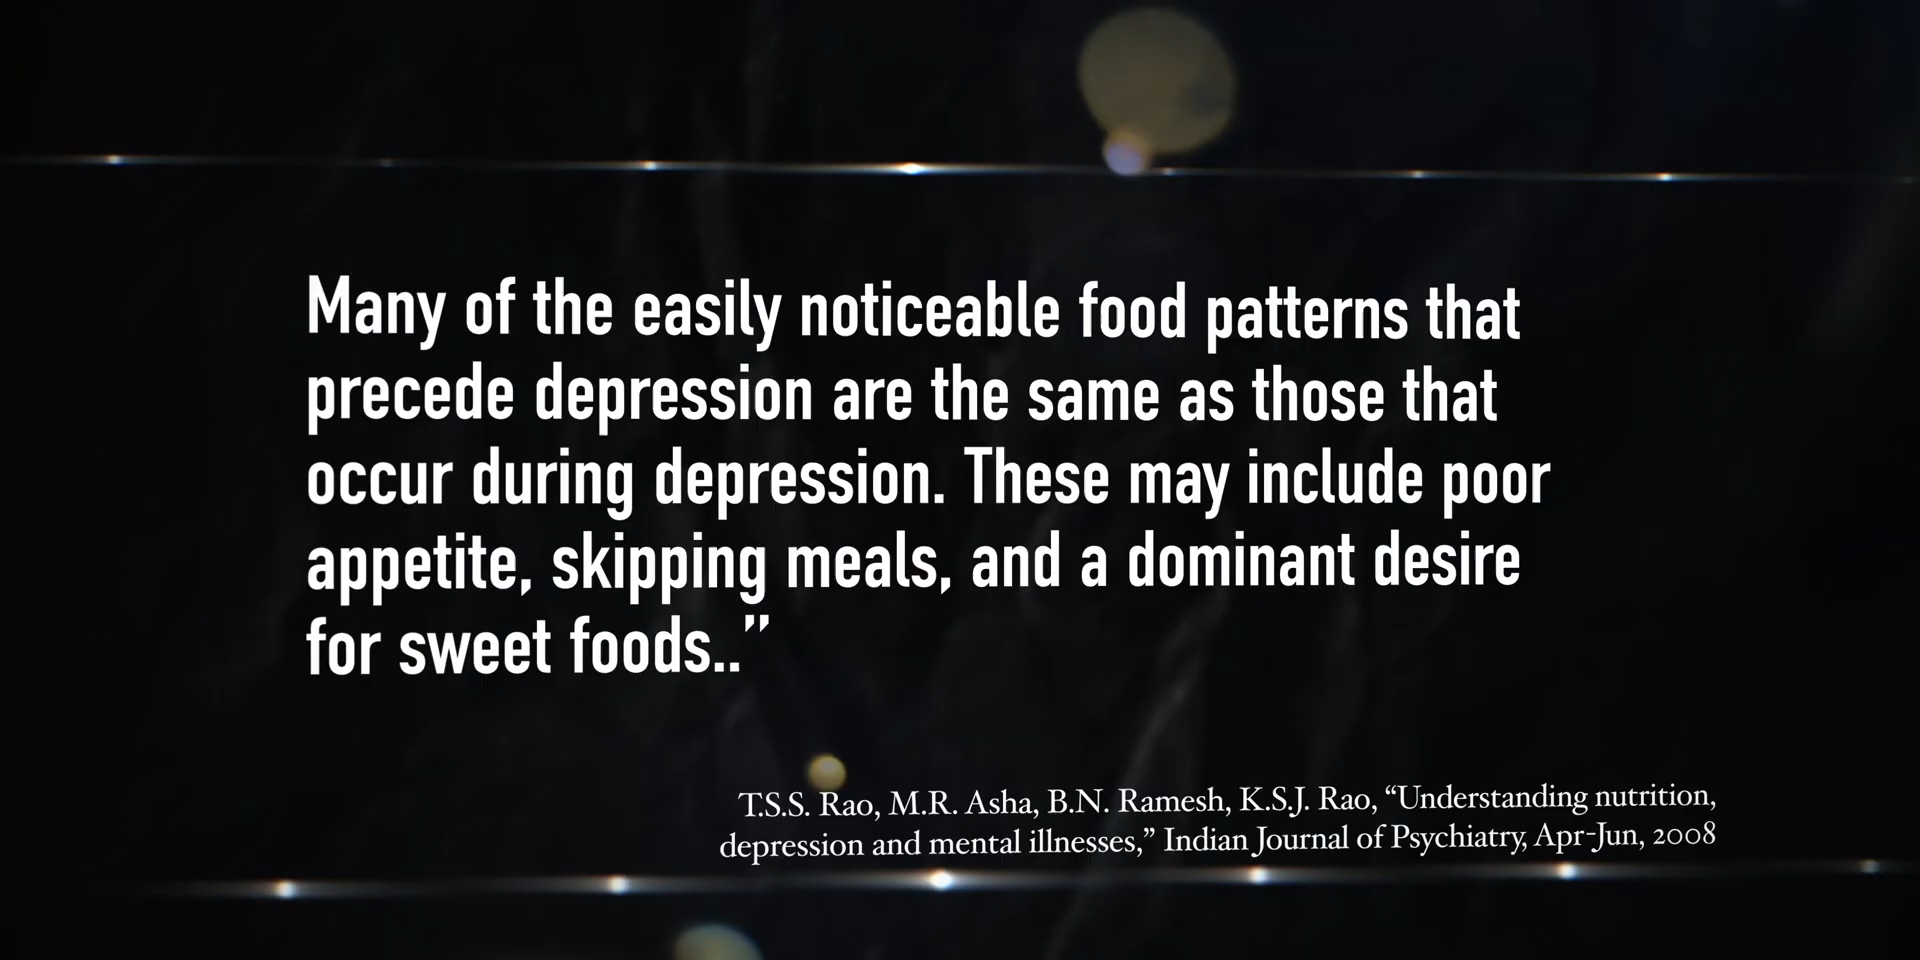 Many of the easily noticeable food patterns that
precede depression are the same as those that
occur during depression. These may include poor
appetite, skipping meals, and a dominant desire
for sweet foods..”
T.S.S. Rao, M.R. Asha, B.N. Ramesh, K.S.J. Rao, “Understanding nutrition,
depression and mental illnesses,” Indian Journal of Psychiatry, Apr-Jun, 2008